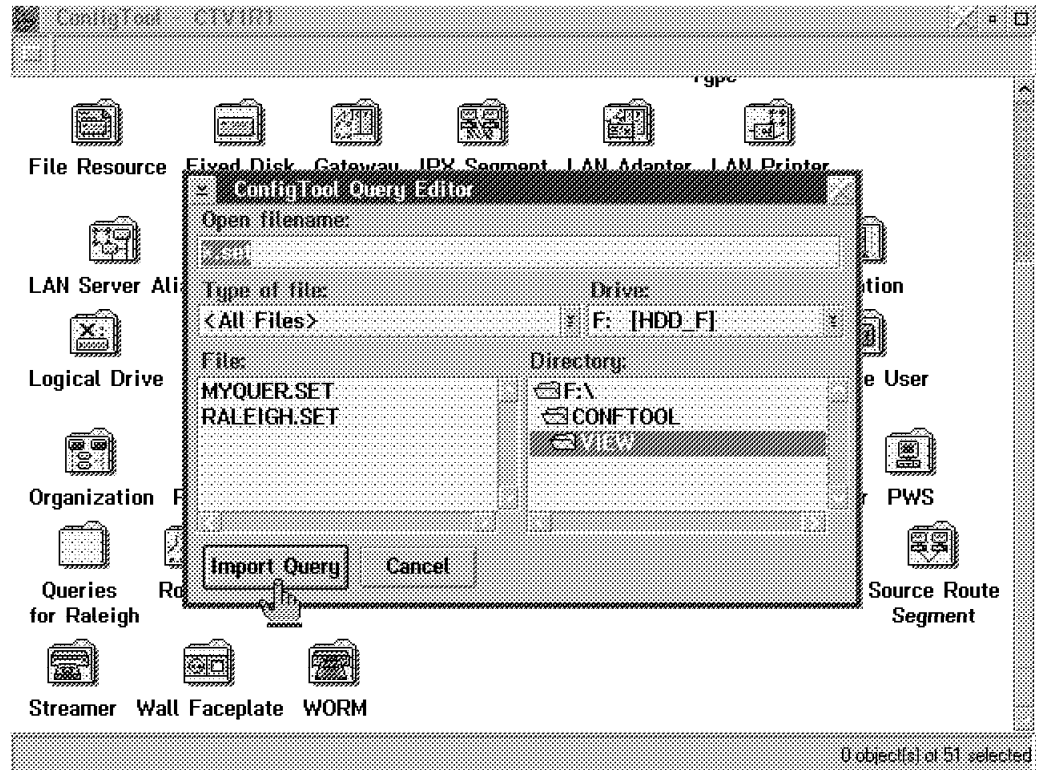 ConfigTool - CTV1R1
Type
File Resource Fixed Disk Gateway IPX Segment LAN Adapter LAN Printer
ConfigTool Query Editor
Open filename:
*.set
LAN Server Ali
tion
Type of file:
Drive:
<All Files>
F: [HDD_F]
Logical Drive
e User
File:
Directory:
MYQUER.SET
RALEIGH.SET
F:\
CONFTOOL
VIEW
Organization
PWS
Import Query
Cancel
Queries for Raleigh
Ro
Source Route Segment
Streamer Wall Faceplate WORM
0 object(s) of 51 selected